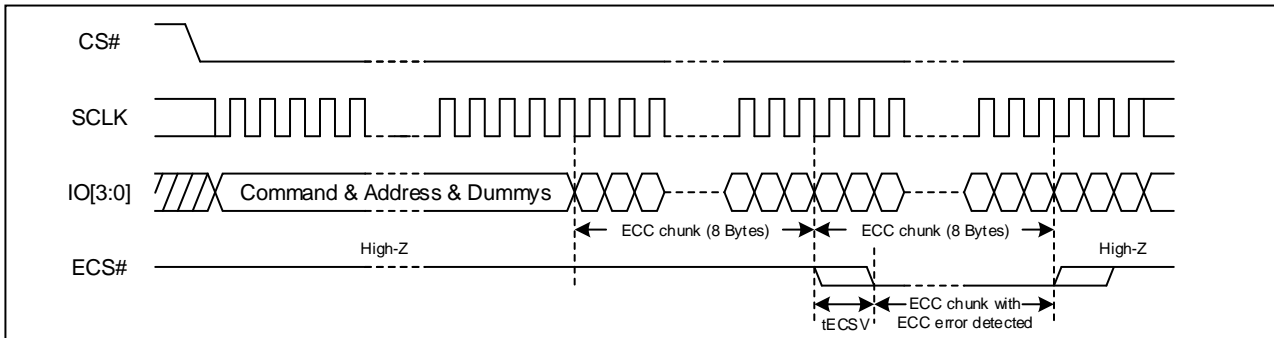 CS#
SCLK
IO[3:0]
Command & Address & Dummys
ECC chunk (8 Bytes)
ECC chunk (8 Bytes)
High-Z
High-Z
ECS#
tECSV
ECC chunk with
ECC error detected